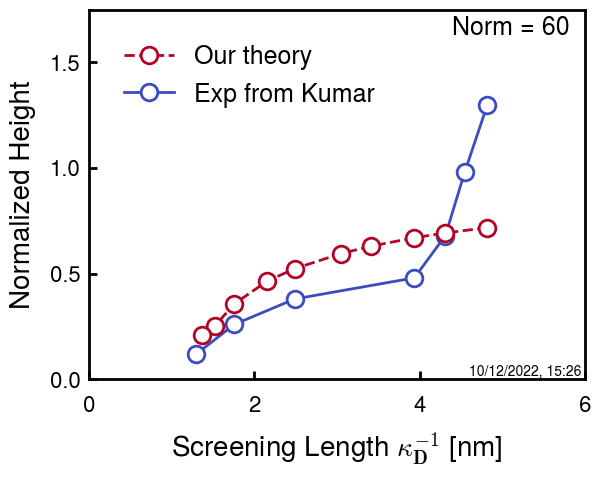 Norm = 60
Our theory
Exp from Kumar
Normalized Height
1.5
1.0
0.5
0.0
10/12/2022, 15:26
0 2 4 6
Screening Length κ_D^{-1} [nm]